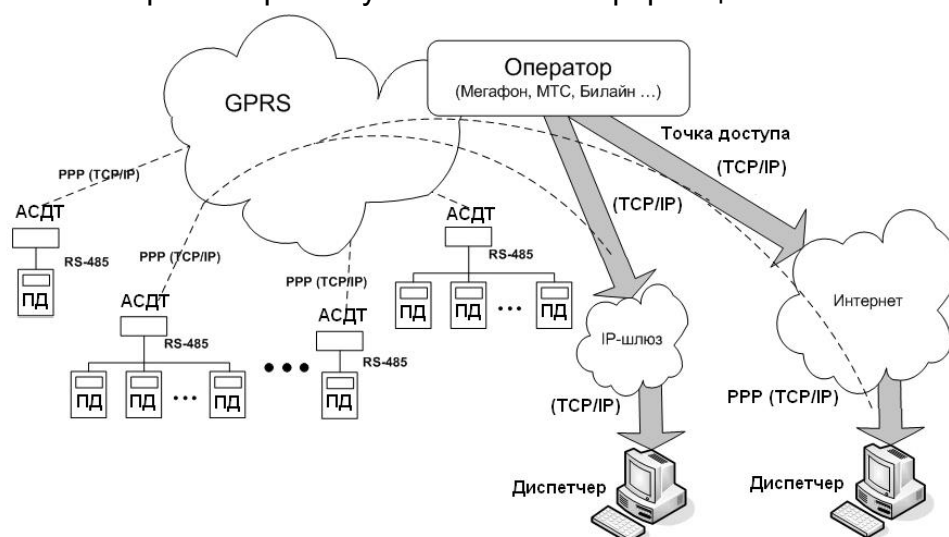 GPRS
Оператор
(Мегафон, МТС, Билайн ...)
Точка доступа
(TCP/IP)
(TCP/IP)
PPP (TCP/IP)
АСДТ
RS-485
ПД
PPP (TCP/IP)
АСДТ
RS-485
ПД ПД ... ПД
PPP (TCP/IP)
АСДТ
RS-485
ПД
АСДТ
RS-485
ПД ПД ... ПД
IP-шлюз
Интернет
(TCP/IP)
PPP (TCP/IP)
Диспетчер
Диспетчер